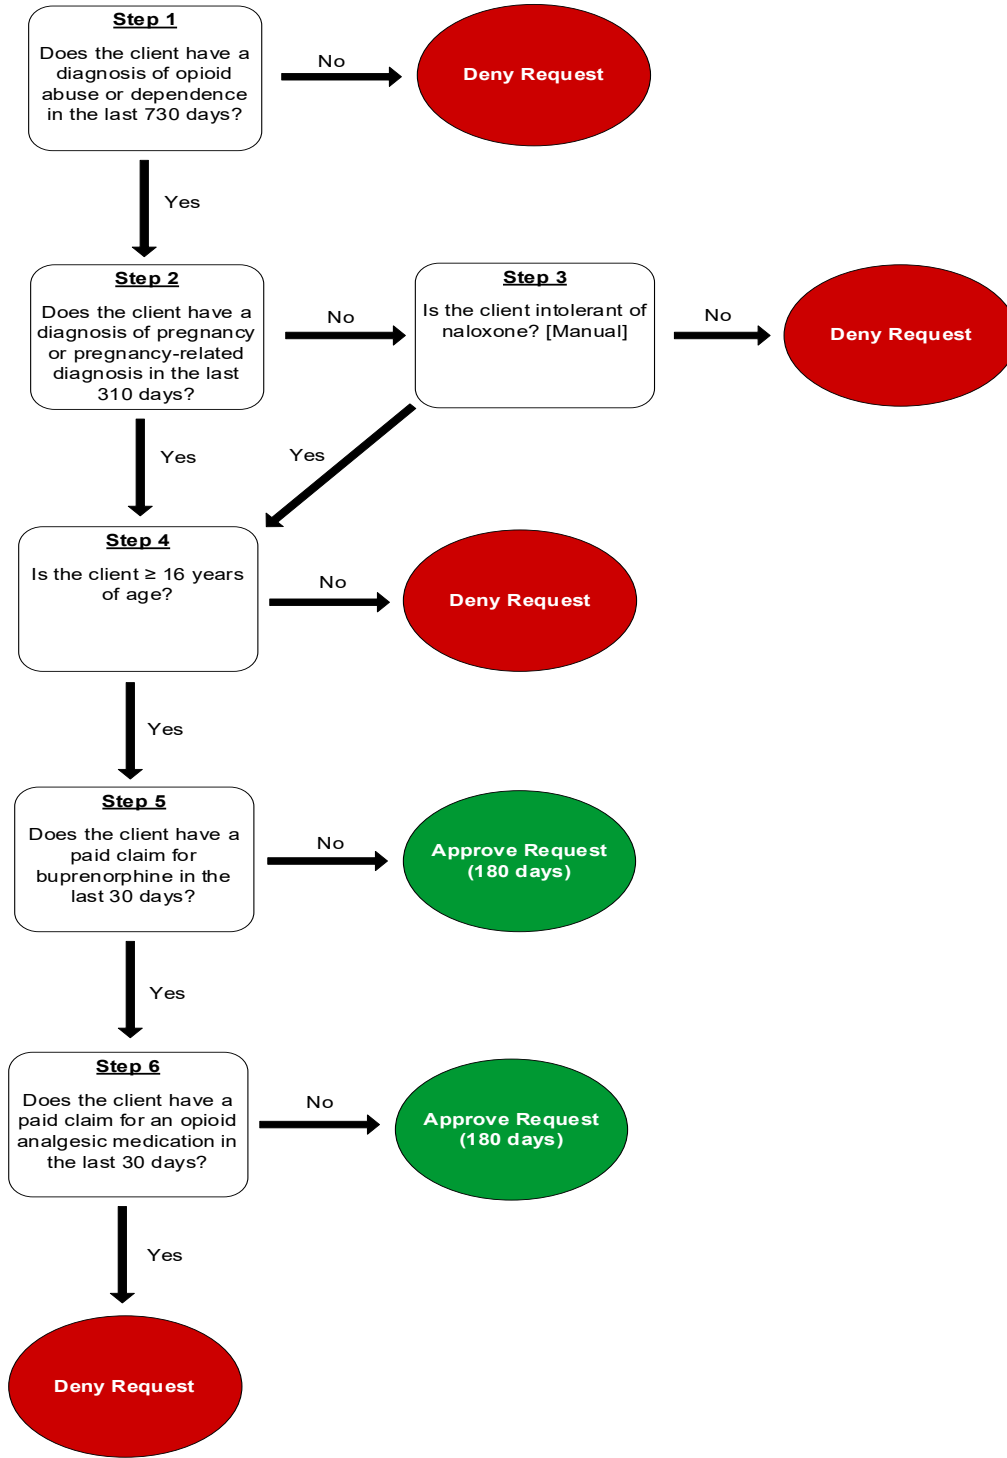 Step 1
Does the client have a
diagnosis of opioid
abuse or dependence
in the last 730 days?
No
Deny Request
Yes
Step 2
Does the client have a
diagnosis of pregnancy
or pregnancy-related
diagnosis in the last
310 days?
No
Step 3
Is the client intolerant of
naloxone? [Manual]
No
Deny Request
Yes
Yes
Step 4
Is the client ≥ 16 years
of age?
No
Deny Request
Yes
Step 5
Does the client have a
paid claim for
buprenorphine in the
last 30 days?
No
Approve Request
(180 days)
Yes
Step 6
Does the client have a
paid claim for an opioid
analgesic medication in
the last 30 days?
No
Approve Request
(180 days)
Yes
Deny Request